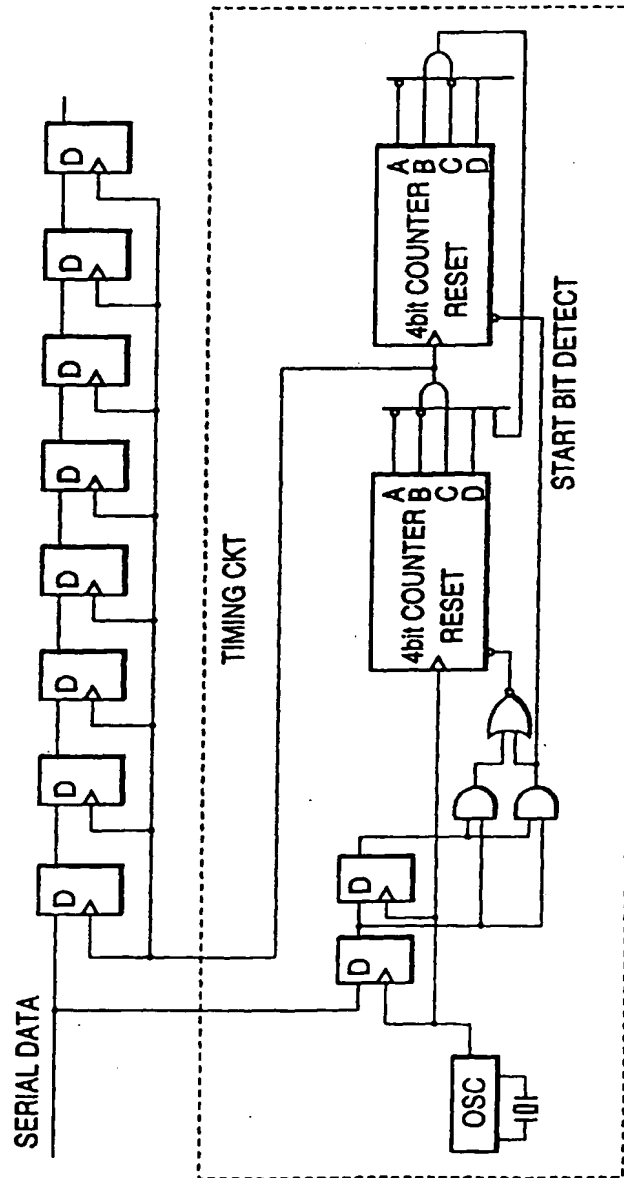 SERIAL DATA
D
D
D
D
D
D
D
D
TIMING CKT
OSC
D
D
4bit COUNTER
RESET
A
B
C
D
4bit COUNTER
RESET
A
B
C
D
START BIT DETECT